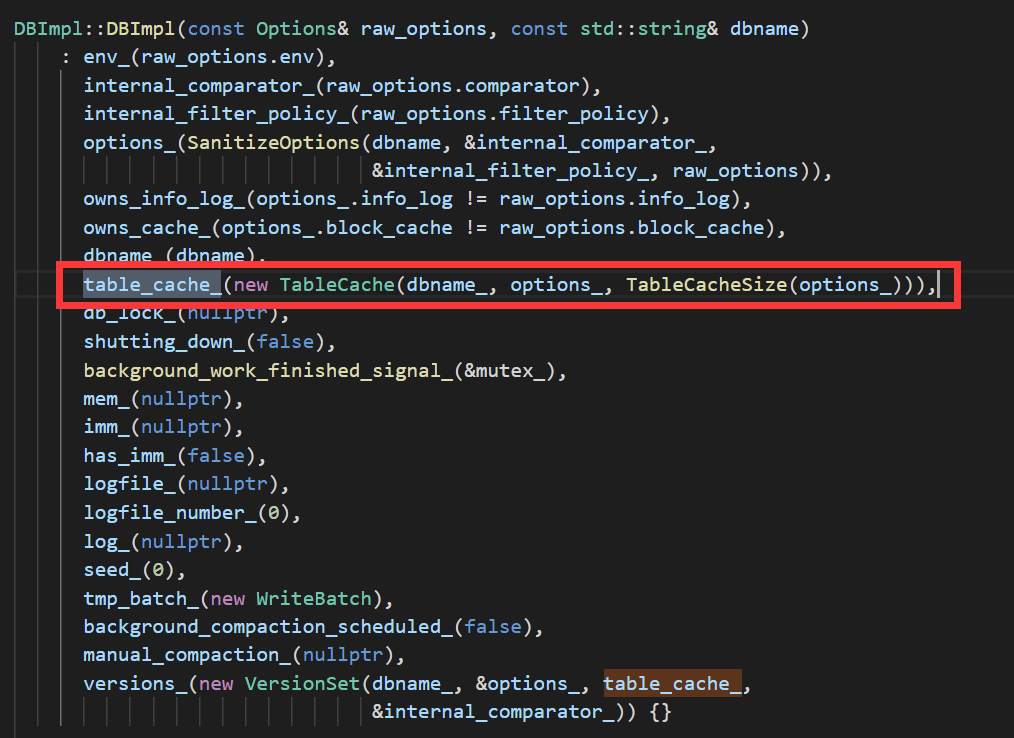 DBImpl::DBImpl(const Options& raw_options, const std::string& dbname)
: env_(raw_options.env),
internal_comparator_(raw_options.comparator),
internal_filter_policy_(raw_options.filter_policy),
options_(SanitizeOptions(dbname, &internal_comparator_,
&internal_filter_policy_, raw_options)),
owns_info_log_(options_.info_log != raw_options.info_log),
owns_cache_(options_.block_cache != raw_options.block_cache),
dbname_(dbname),
table_cache_(new TableCache(dbname_, options_, TableCacheSize(options_))),
db_lock_(nullptr),
shutting_down_(false),
background_work_finished_signal_(&mutex_),
mem_(nullptr),
imm_(nullptr),
has_imm_(false),
logfile_(nullptr),
logfile_number_(0),
log_(nullptr),
seed_(0),
tmp_batch_(new WriteBatch),
background_compaction_scheduled_(false),
manual_compaction_(nullptr),
versions_(new VersionSet(dbname_, &options_, table_cache_,
&internal_comparator_)) {}